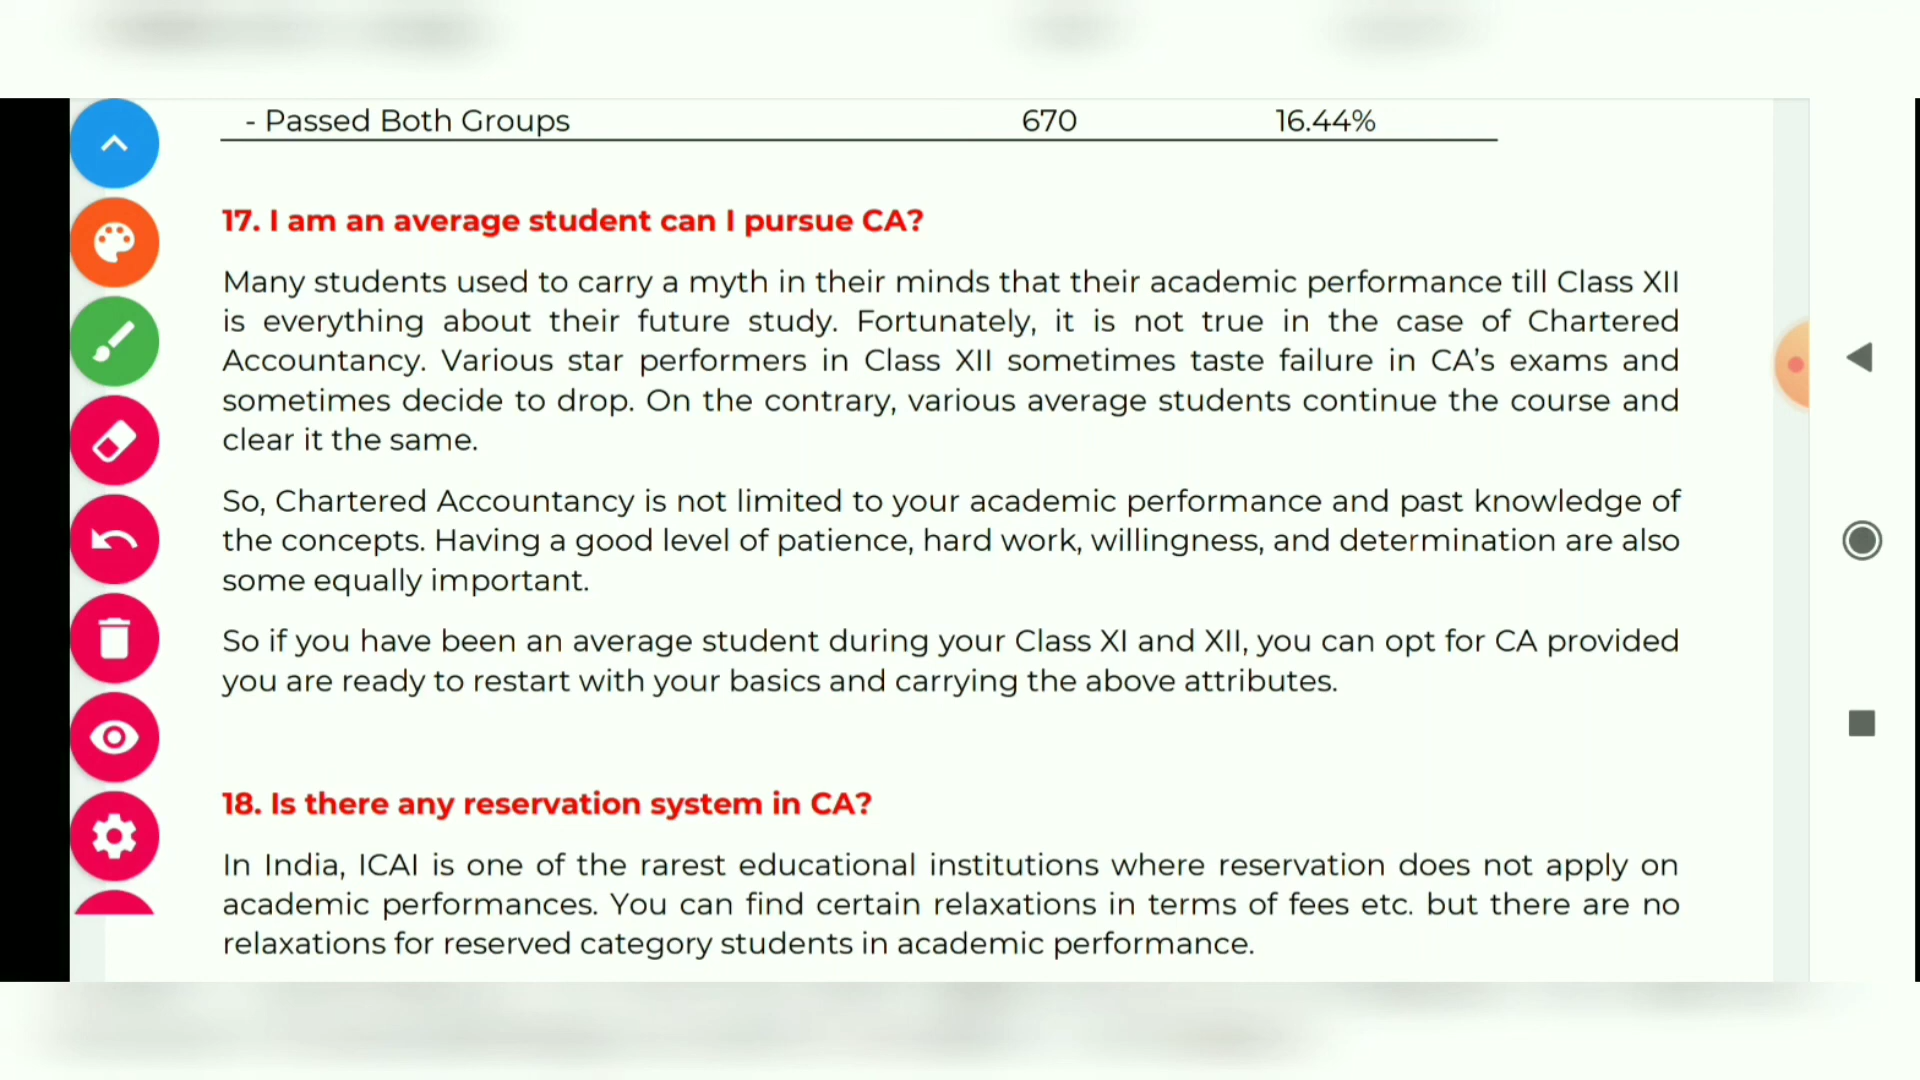 - Passed Both Groups 670 16.44%
17. I am an average student can I pursue CA?
Many students used to carry a myth in their minds that their academic performance till Class XII
is everything about their future study. Fortunately, it is not true in the case of Chartered
Accountancy. Various star performers in Class XII sometimes taste failure in CA's exams and
sometimes decide to drop. On the contrary, various average students continue the course and
clear it the same.
So, Chartered Accountancy is not limited to your academic performance and past knowledge of
the concepts. Having a good level of patience, hard work, willingness, and determination are also
some equally important.
So if you have been an average student during your Class XI and XII, you can opt for CA provided
you are ready to restart with your basics and carrying the above attributes.
18. Is there any reservation system in CA?
In India, ICAI is one of the rarest educational institutions where reservation does not apply on
academic performances. You can find certain relaxations in terms of fees etc. but there are no
relaxations for reserved category students in academic performance.